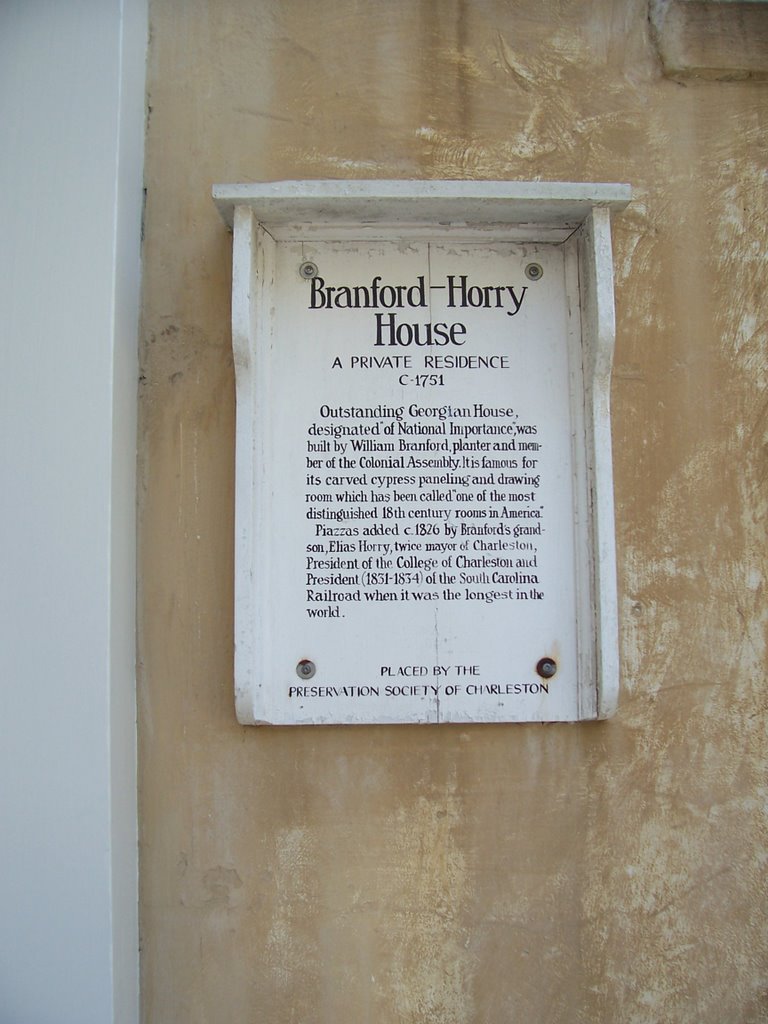 Branford-Horry
House
A PRIVATE RESIDENCE
C-1751
Outstanding Georgian House,
designated "of National Importance", was
built by William Branford, planter and mem-
ber of the Colonial Assembly. It is famous for
its carved cypress paneling and drawing
room which has been called "one of the most
distinguished 18th century rooms in America."
Piazzas added c. 1826 by Branford's grand-
son, Elias Horry, twice mayor of Charleston,
President of the College of Charleston and
President (1831-1834) of the South Carolina
Railroad when it was the longest in the
world.
PLACED BY THE
PRESERVATION SOCIETY OF CHARLESTON